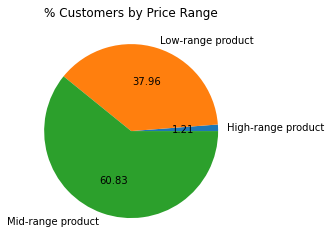 % Customers by Price Range
Low-range product
37.96
1.21
High-range product
60.83
Mid-range product